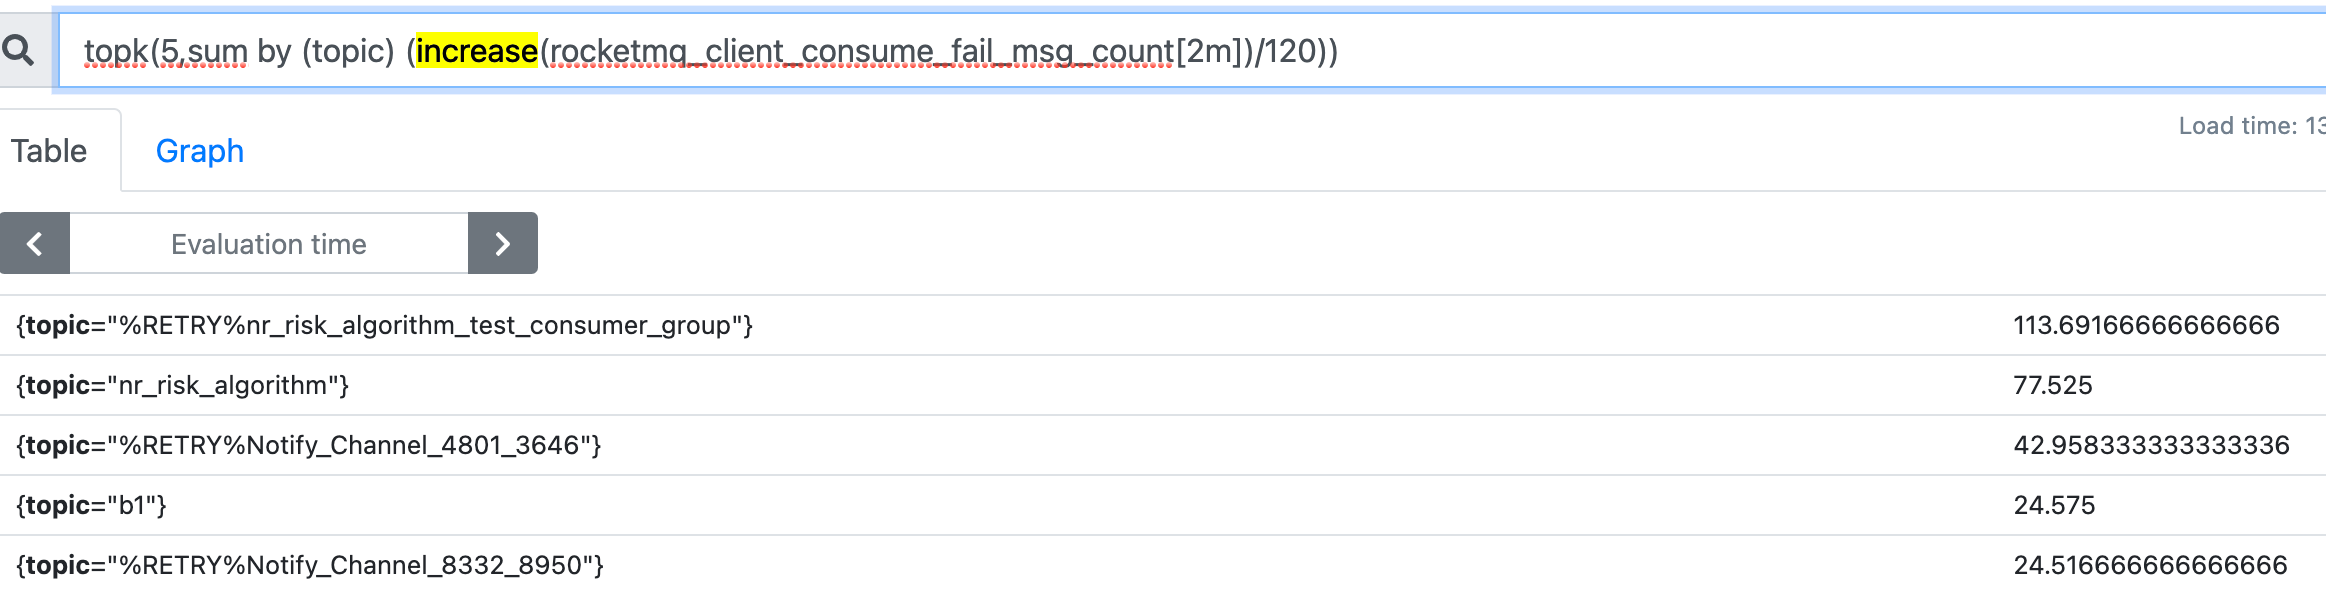 topk(5,sum by (topic) (increase(rocketmq_client_consume_fail_msg_count[2m])/120))
Load time: 13
Table Graph
Evaluation time
{topic="%RETRY%nr_risk_algorithm_test_consumer_group"} 113.69166666666666
{topic="nr_risk_algorithm"} 77.525
{topic="%RETRY%Notify_Channel_4801_3646"} 42.958333333333336
{topic="b1"} 24.575
{topic="%RETRY%Notify_Channel_8332_8950"} 24.516666666666666